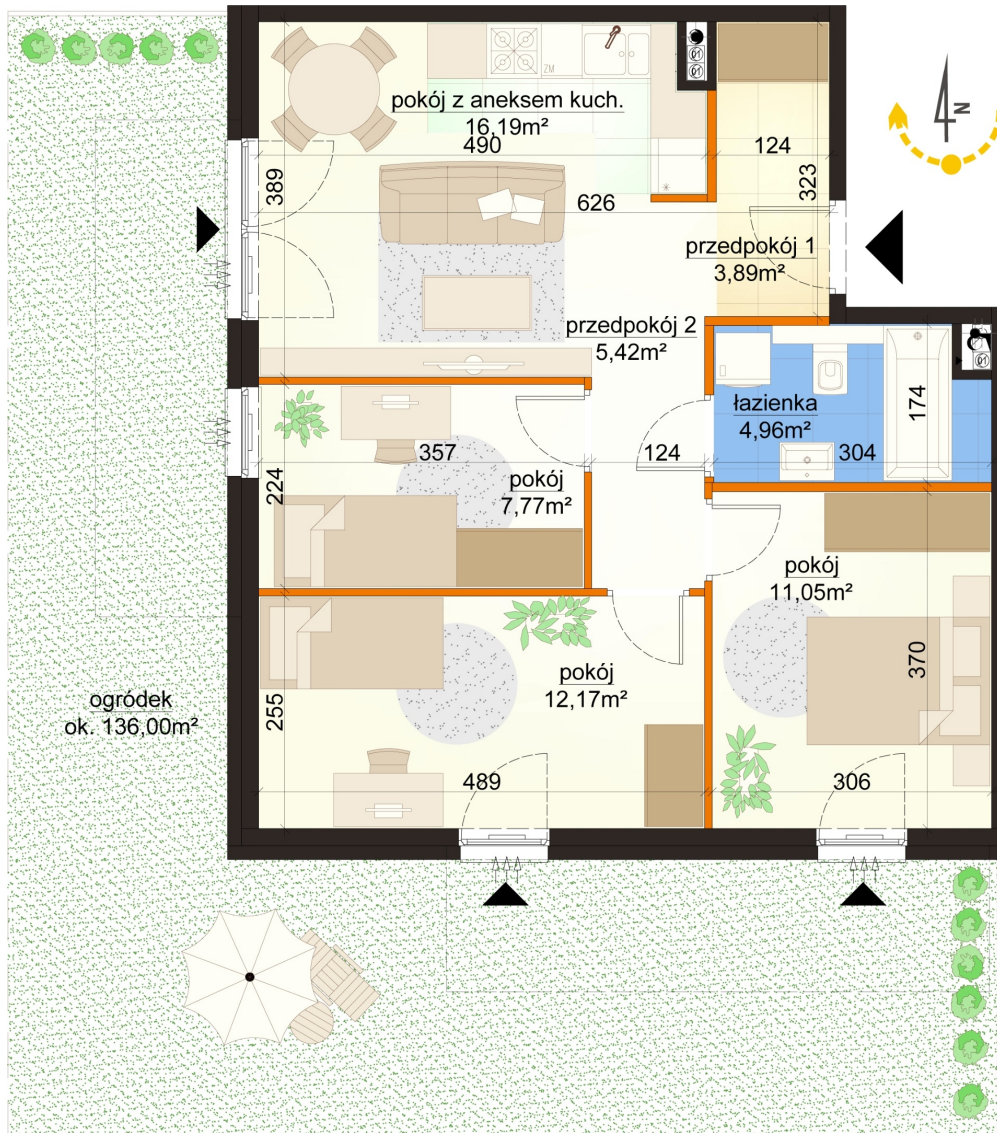 ZM
pokój z aneksem kuch.
16,19m²
490
124
389
323
626
N
przedpokój 1
3,89m²
przedpokój 2
5,42m²
łazienka
4,96m²
174
357
124
304
224
pokój
7,77m²
pokój
11,05m²
370
ogródek
ok. 136,00m²
255
pokój
12,17m²
489
306